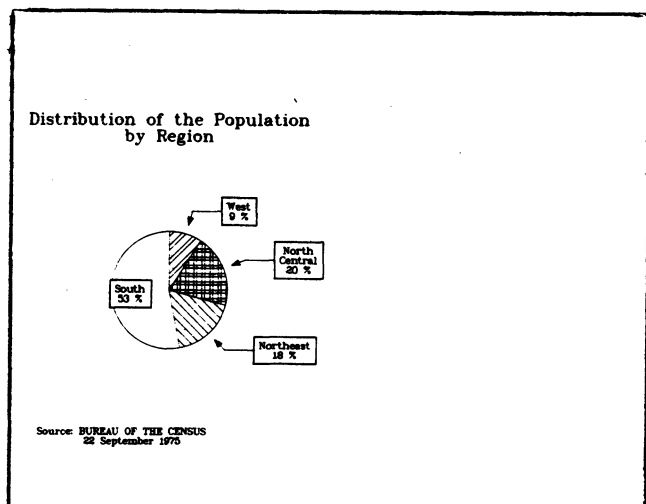 Distribution of the Population
by Region
West
9 %
North
Central
20 %
South
53 %
Northeast
18 %
Source: BUREAU OF THE CENSUS
22 September 1975